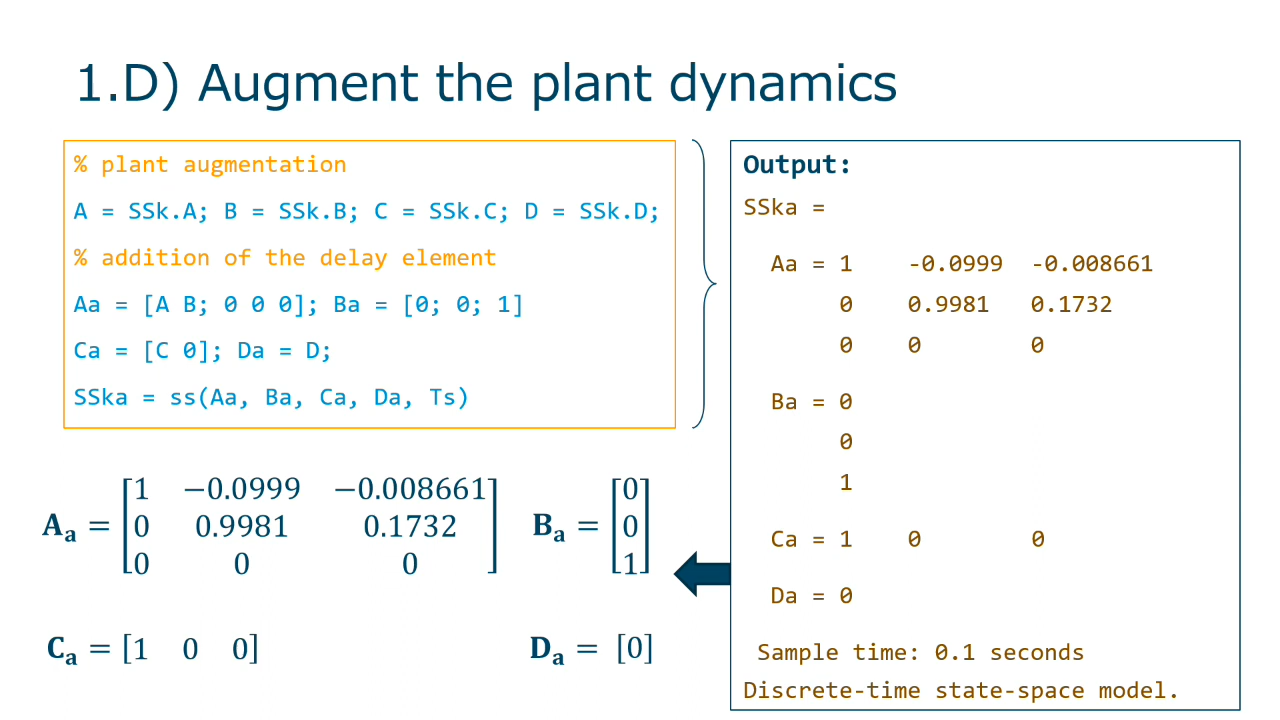 1.D) Augment the plant dynamics
% plant augmentation
A = SSk.A; B = SSk.B; C = SSk.C; D = SSk.D;
% addition of the delay element
Aa = [A B; 0 0 0]; Ba = [0; 0; 1]
Ca = [C 0]; Da = D;
SSka = ss(Aa, Ba, Ca, Da, Ts)
Output:
SSka =
Aa = 1 -0.0999 -0.008661
0 0.9981 0.1732
0 0 0
Ba = 0
0
1
Ca = 1 0 0
Da = 0
Sample time: 0.1 seconds
Discrete-time state-space model.
1 −0.0999 −0.008661 0
Aa = [0 0.9981 0.1732] Ba = [0]
0 0 0 1
Ca = [1 0 0] Da = [0]